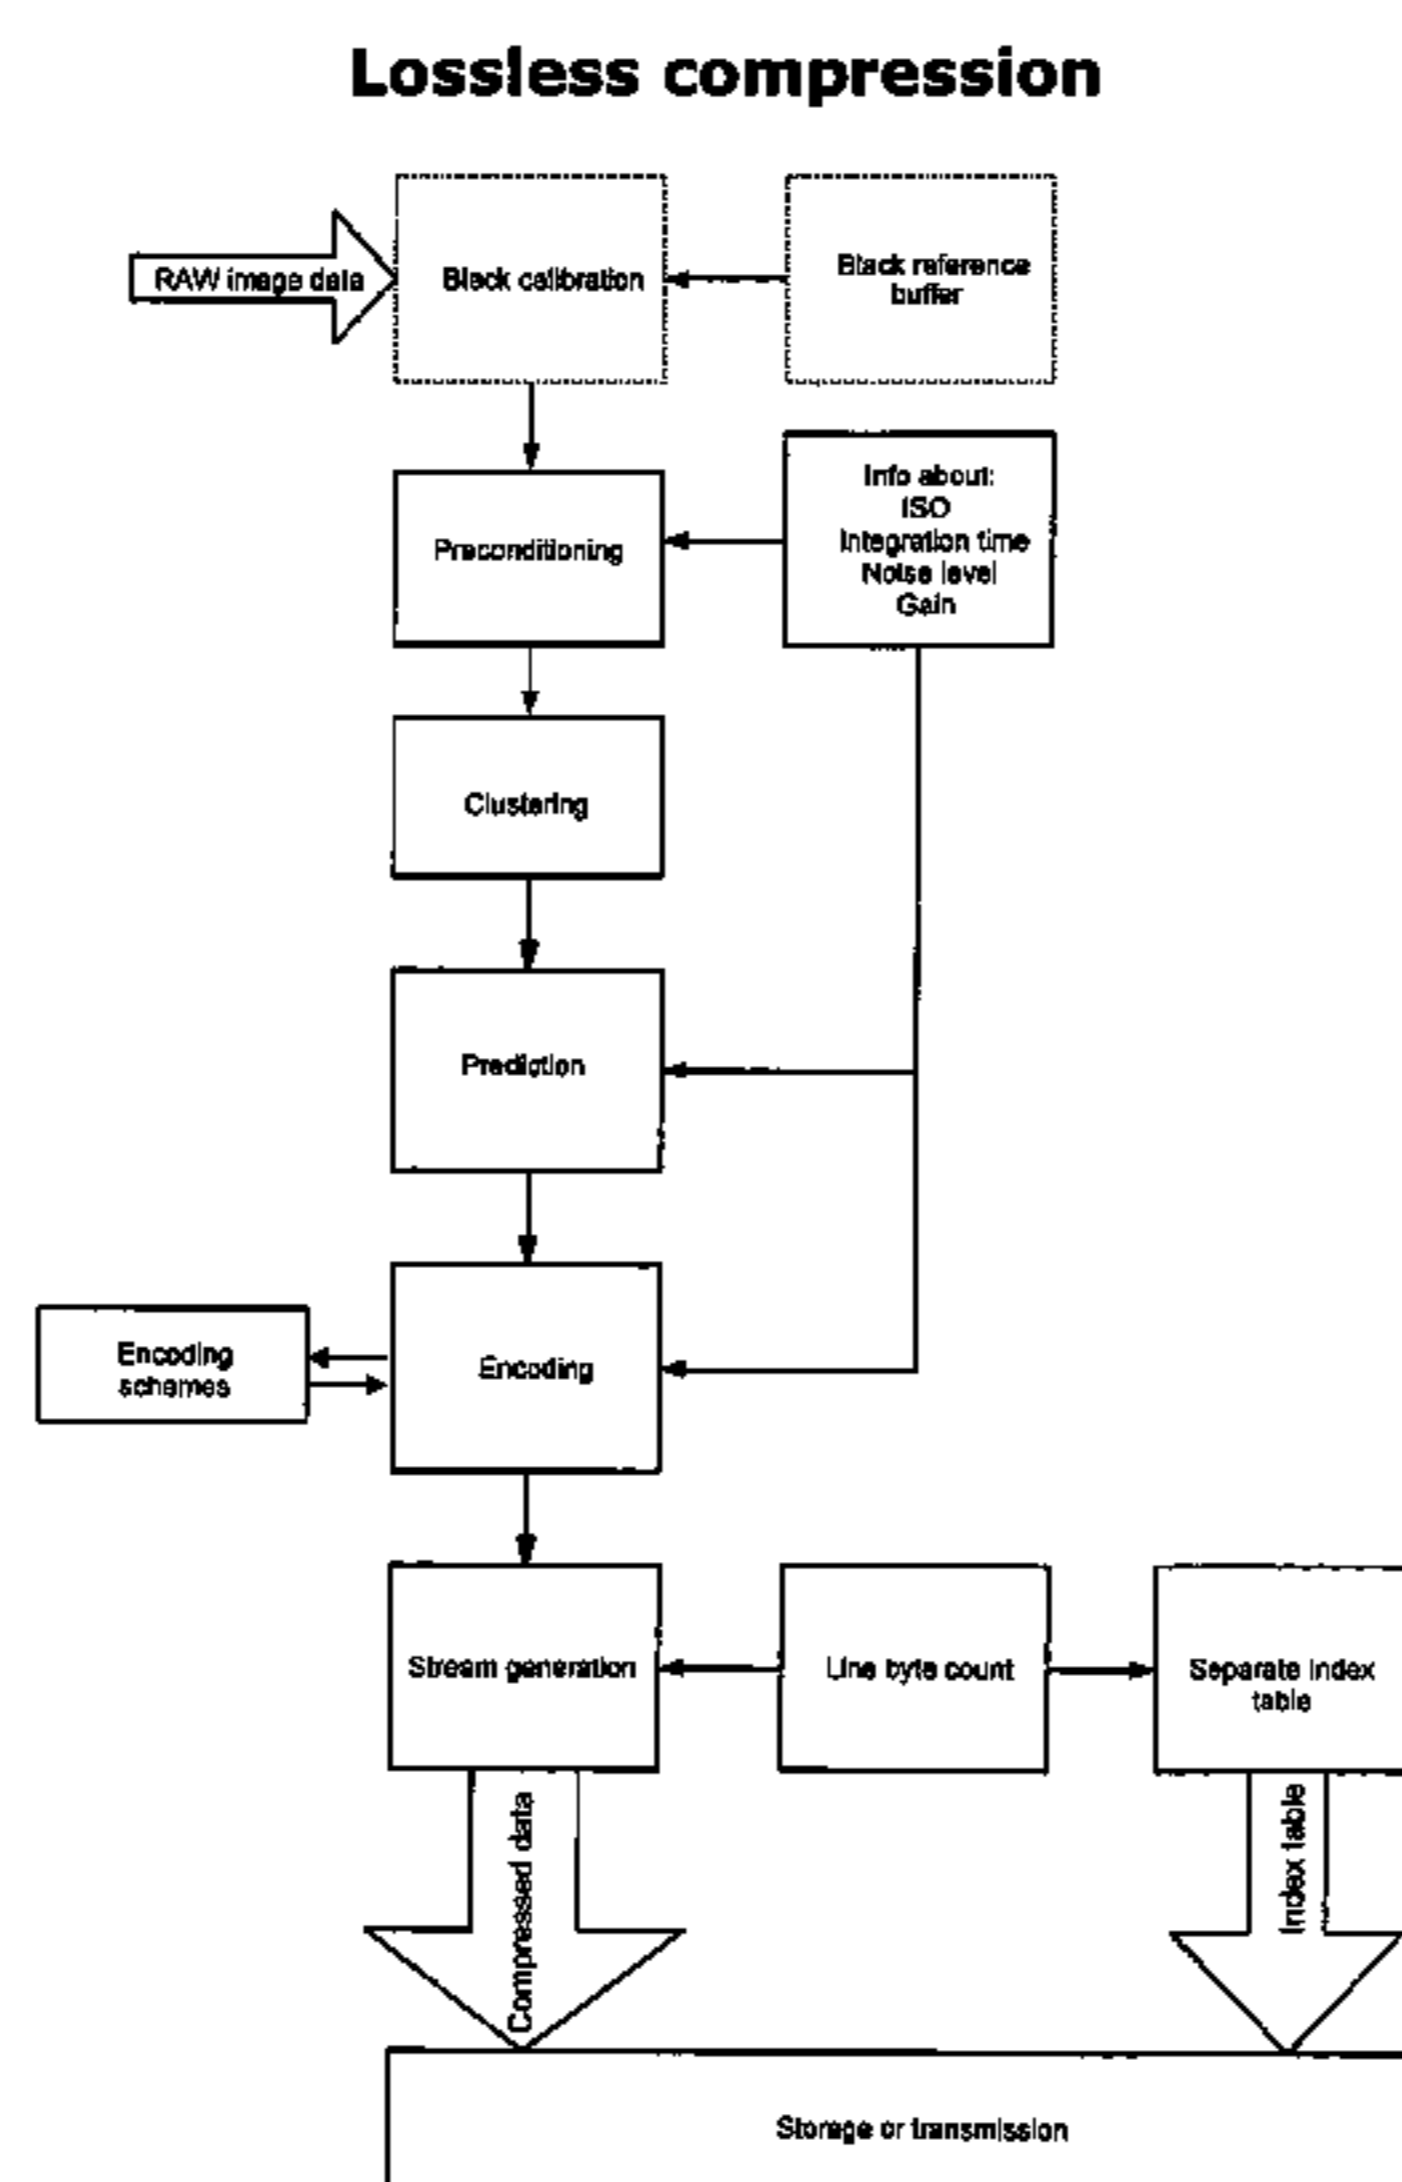 Lossless compression
RAW image data
Black calibration
Black reference
buffer
Info about:
ISO
Integration time
Noise level
Gain
Preconditioning
Clustering
Prediction
Encoding
schemes
Encoding
Stream generation
Line byte count
Separate index
table
Compressed data
Index table
Storage or transmission